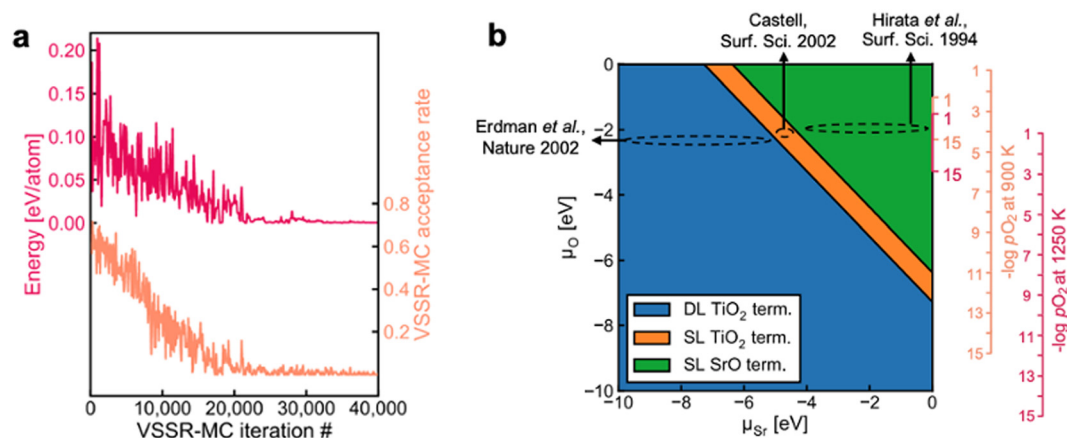 a
0.20
0.15
0.10
0.05
0.00
Energy [eV/atom]
0.8
0.6
0.4
0.2
VSSR-MC acceptance rate
0
10,000
20,000
30,000
40,000
VSSR-MC iteration #
b
Castell,
Surf. Sci. 2002
Hirata et al.,
Surf. Sci. 1994
Erdman et al.,
Nature 2002
0
−2
−4
−6
−8
−10
μO [eV]
DL TiO2 term.
SL TiO2 term.
SL SrO term.
−10
−8
−6
−4
−2
0
μSr [eV]
1
1
15
15
1
3
5
7
9
11
13
15
-log pO2 at 900 K
1
3
5
7
9
11
13
15
-log pO2 at 1250 K